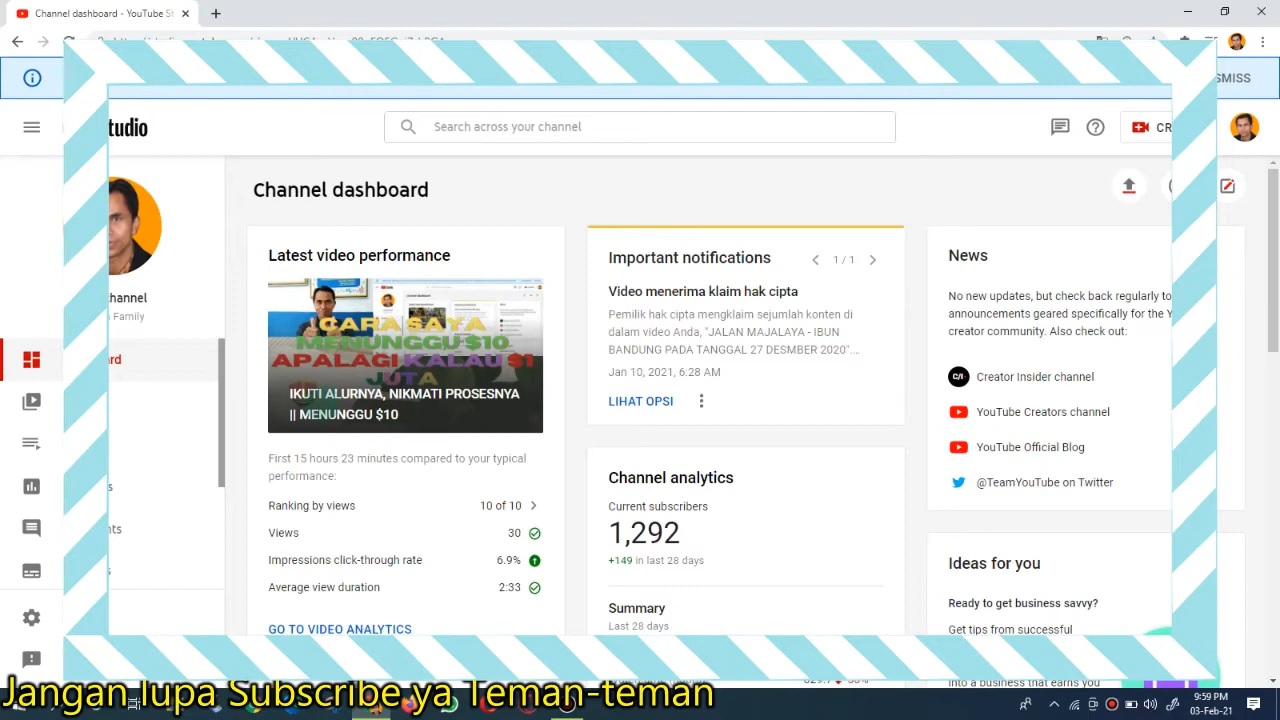 Channel dashboard - YouTube St
SMISS
tudio
Search across your channel
CR
Channel dashboard
hannel
Family
rd
s
nts
s
Latest video performance
CARA SAYA
MENUNGGU $10
APALAGI KALAU $1
JUTA
IKUTI ALURNYA, NIKMATI PROSESNYA
|| MENUNGGU $10
First 15 hours 23 minutes compared to your typical
performance:
Ranking by views 10 of 10
Views 30
Impressions click-through rate 6.9%
Average view duration 2:33
GO TO VIDEO ANALYTICS
Important notifications
1 / 1
Video menerima klaim hak cipta
Pemilik hak cipta mengklaim sejumlah konten di
dalam video Anda, "JALAN MAJALAYA - IBUN
BANDUNG PADA TANGGAL 27 DESMBER 2020"....
Jan 10, 2021, 6:28 AM
LIHAT OPSI
Channel analytics
Current subscribers
1,292
+149 in last 28 days
Summary
Last 28 days
News
No new updates, but check back regularly to
announcements geared specifically for the Y
creator community. Also check out:
C/I
Creator Insider channel
YouTube Creators channel
YouTube Official Blog
@TeamYouTube on Twitter
Ideas for you
Ready to get business savvy?
Get tips from successful
Jangan lupa Subscribe ya Teman-teman
9:59 PM
03-Feb-21